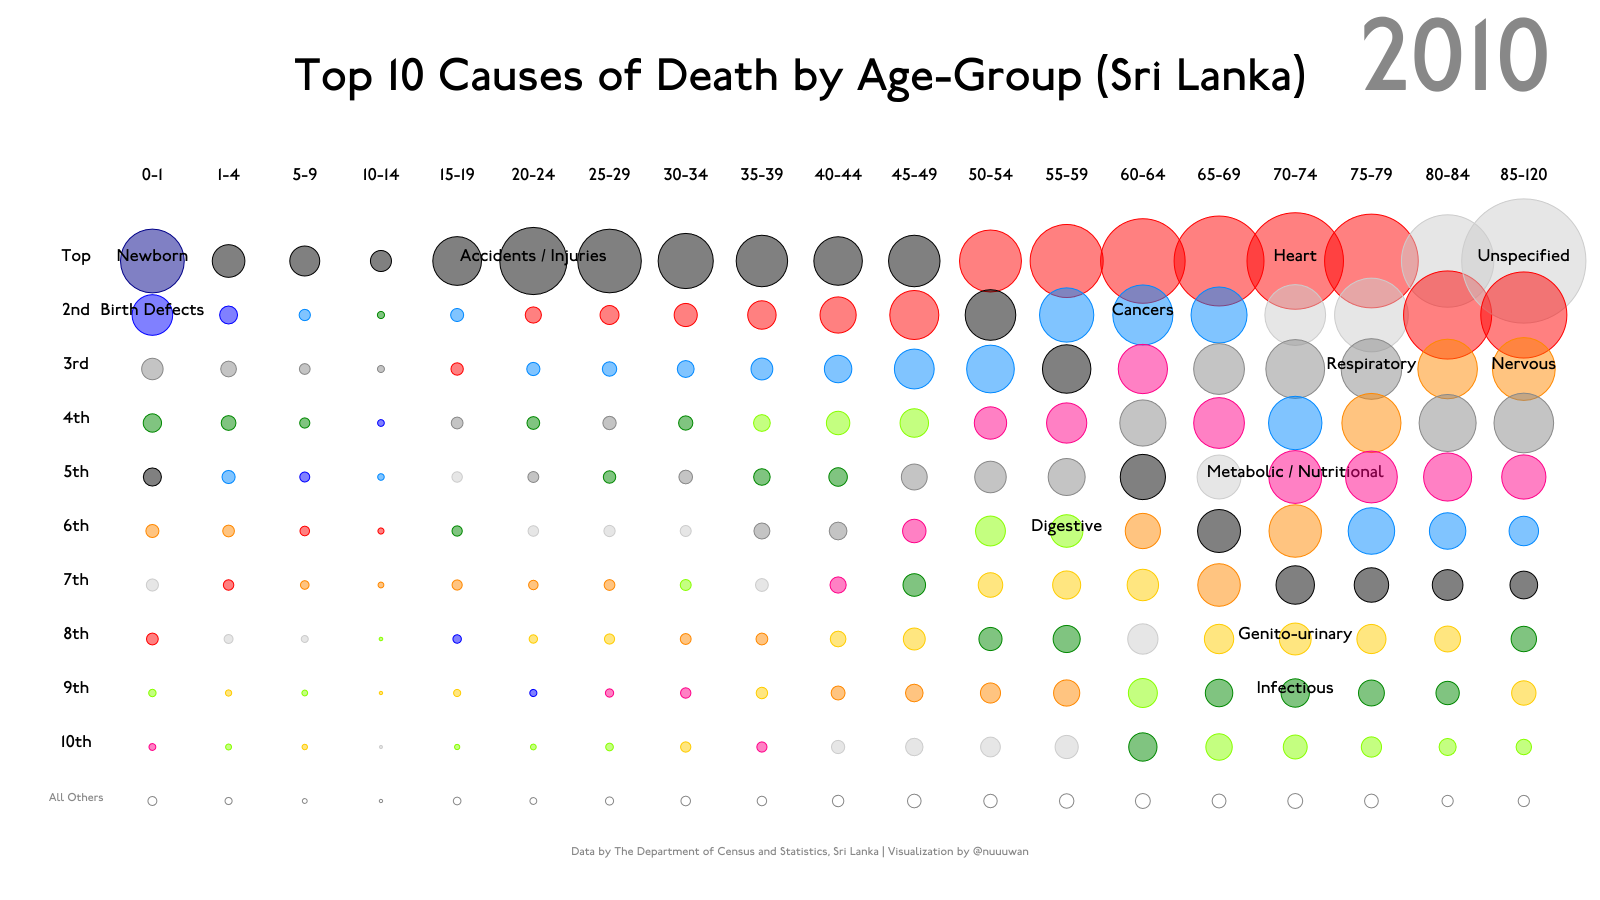 2010
Top 10 Causes of Death by Age-Group (Sri Lanka)
0-1 1-4 5-9 10-14 15-19 20-24 25-29 30-34 35-39 40-44 45-49 50-54 55-59 60-64 65-69 70-74 75-79 80-84 85-120
Top Newborn Accidents / Injuries Heart Unspecified
2nd Birth Defects Cancers
3rd Respiratory Nervous
4th
5th Metabolic / Nutritional
6th Digestive
7th
8th Genito-urinary
9th Infectious
10th
All Others
Data by The Department of Census and Statistics, Sri Lanka | Visualization by @nuuuwan